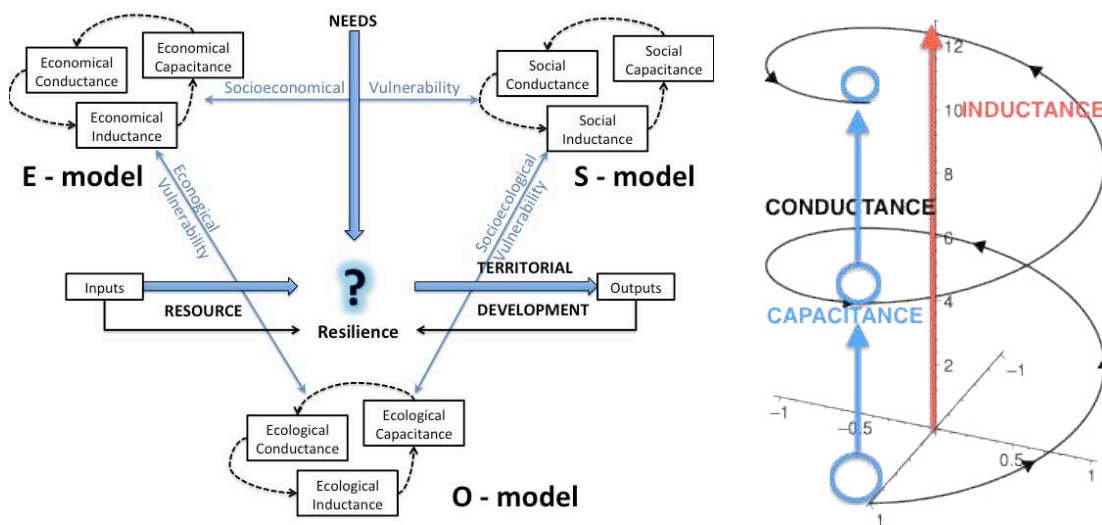 NEEDS
Economical
Conductance
Economical
Capacitance
Economical
Inductance
E - model
Socioeconomical
Vulnerability
Social
Conductance
Social
Capacitance
Social
Inductance
S - model
Econogical
Vulnerability
Socioecological
Vulnerability
Inputs
RESOURCE
?
Resilience
TERRITORIAL
DEVELOPMENT
Outputs
Ecological
Conductance
Ecological
Capacitance
Ecological
Inductance
O - model
12
INDUCTANCE
10
8
CONDUCTANCE
6
4
CAPACITANCE
2
-1
-1
-0.5
0.5
1
1